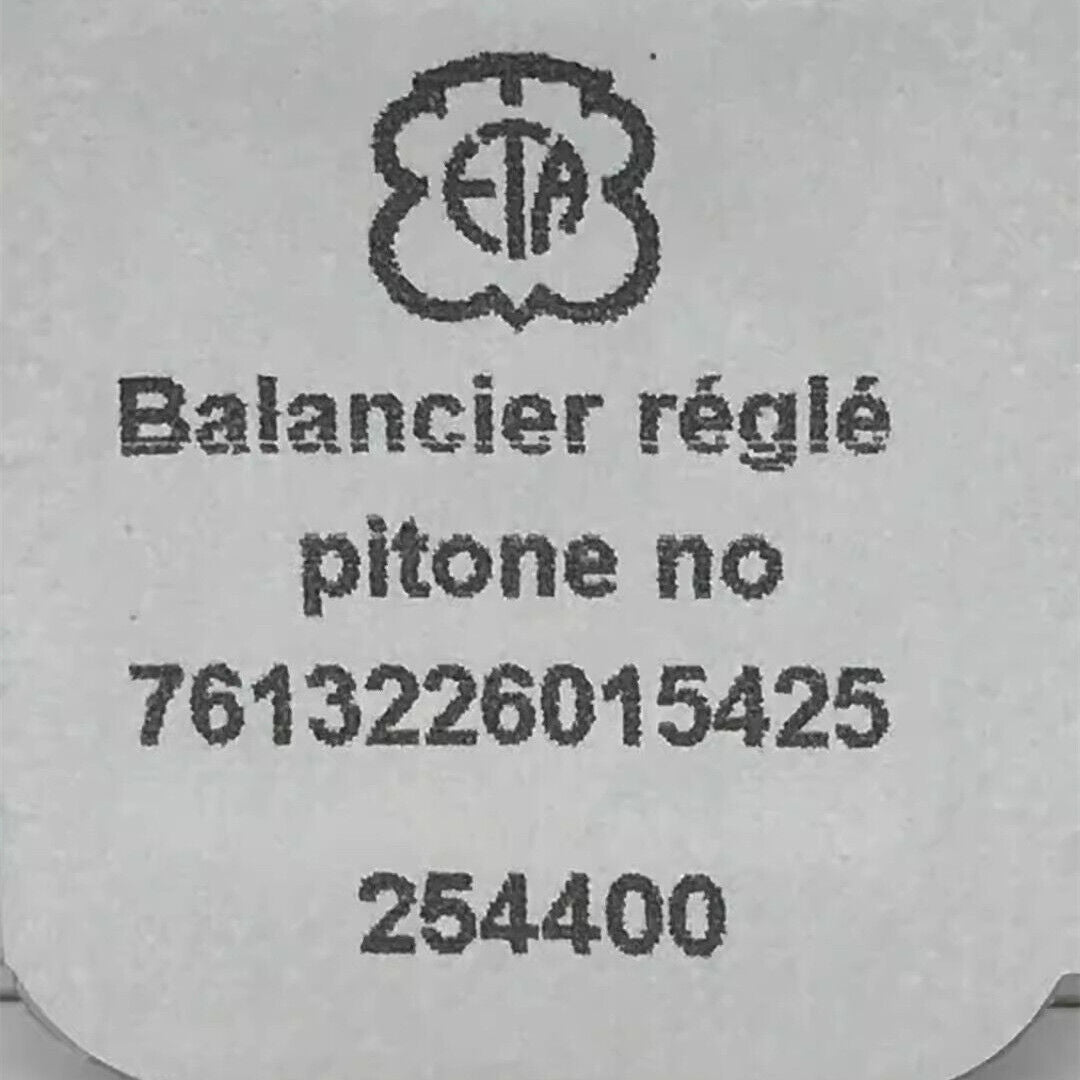 ETA
Balancier réglé
pitone no
7613226015425
254400